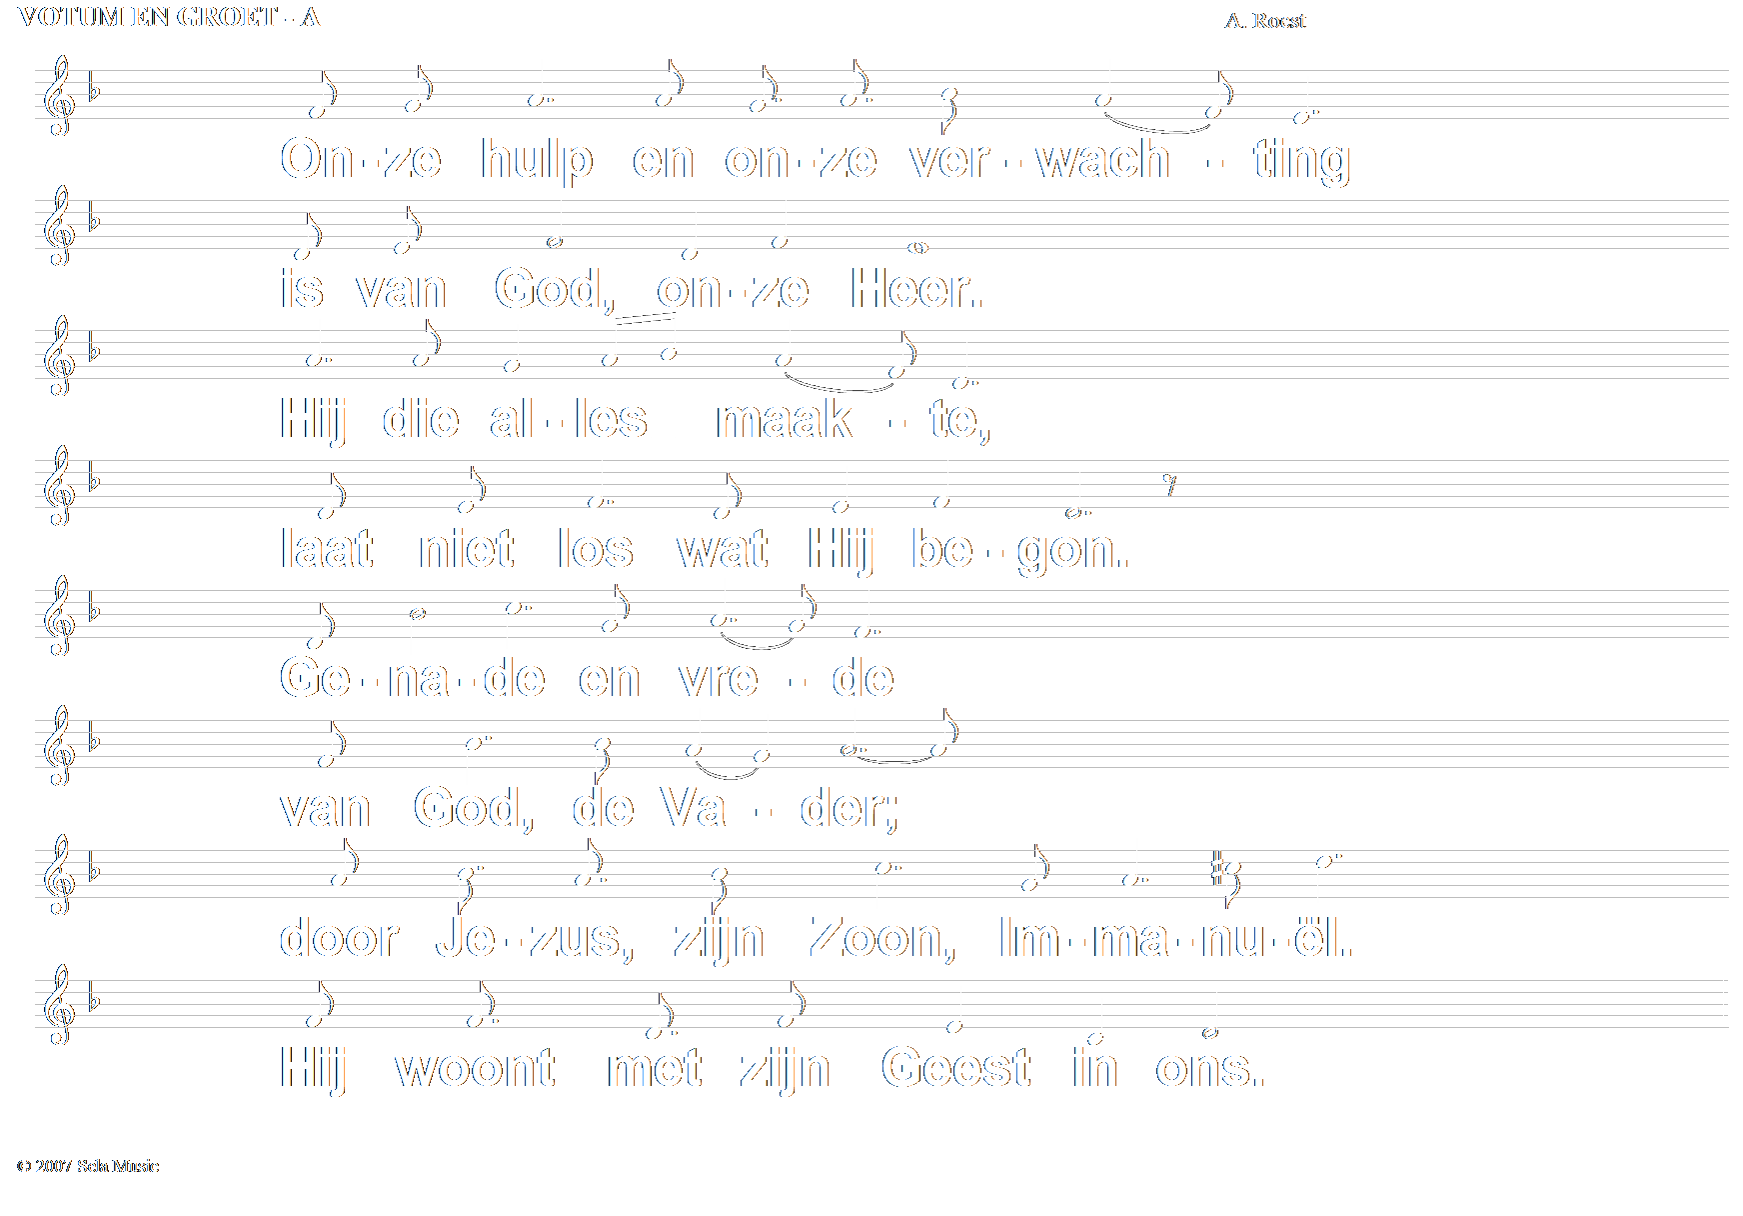 VOTUM EN GROET - A
A. Roest
On - ze hulp en on - ze ver - wach - ting
is van God, on - ze Heer.
Hij die al - les maak - te,
laat niet los wat Hij be - gon.
Ge - na - de en vre - de
van God, de Va - der;
door Je - zus, zijn Zoon, Im - ma - nu - ël.
Hij woont met zijn Geest in ons.
© 2007 Sela Music